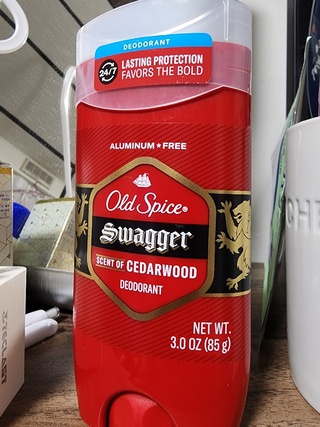 DEODORANT
24/7
LASTING PROTECTION
FAVORS THE BOLD
ALUMINUM★FREE
Old Spice®
Swagger
SCENT OF CEDARWOOD
DEODORANT
NET WT.
3.0 OZ (85 g)